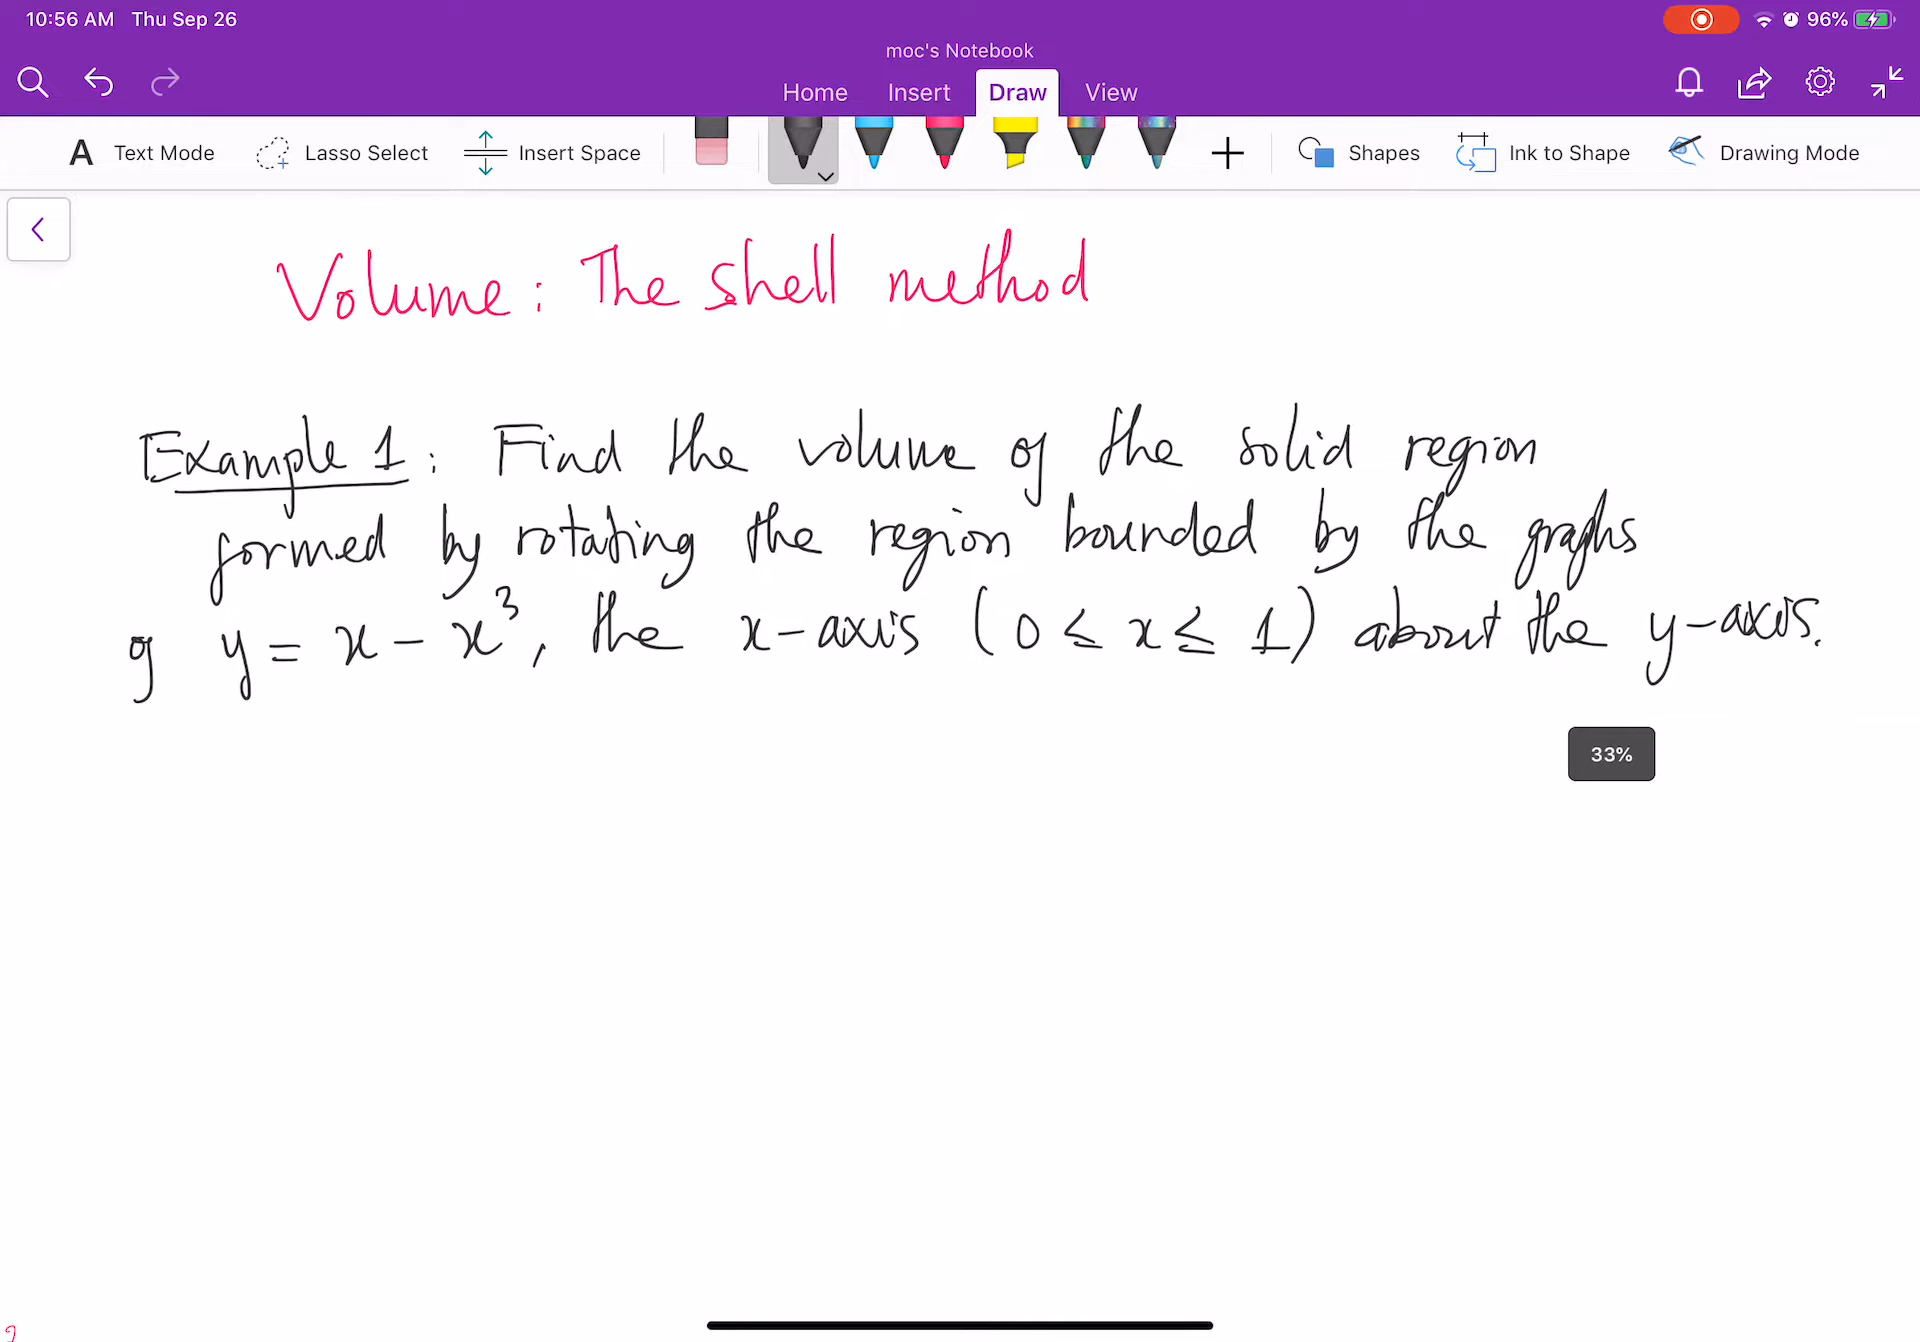 10:56 AM Thu Sep 26
96%
moc's Notebook
Home Insert Draw View
A Text Mode Lasso Select Insert Space Shapes Ink to Shape Drawing Mode
Volume: The shell method
Example 1: Find the volume of the solid region
formed by rotating the region bounded by the graphs
of y = x - x³, the x-axis (0 ≤ x ≤ 1) about the y-axis.
33%